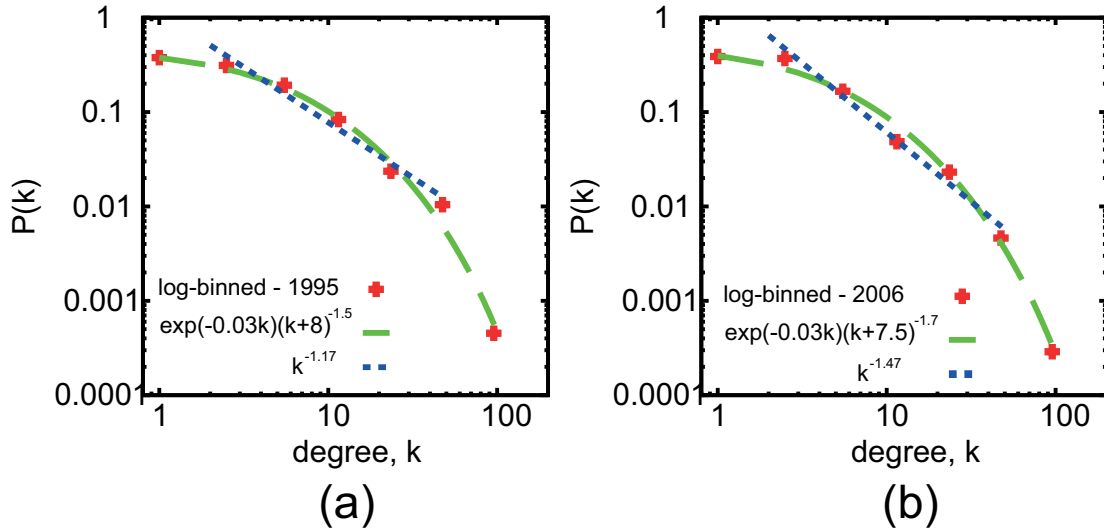 1
0.1
0.01
0.001
0.0001
P(k)
log-binned - 1995
exp(-0.03k)(k+8)^-1.5
k^-1.17
1 10 100
degree, k
(a)
1
0.1
0.01
0.001
0.0001
P(k)
log-binned - 2006
exp(-0.03k)(k+7.5)^-1.7
k^-1.47
1 10 100
degree, k
(b)